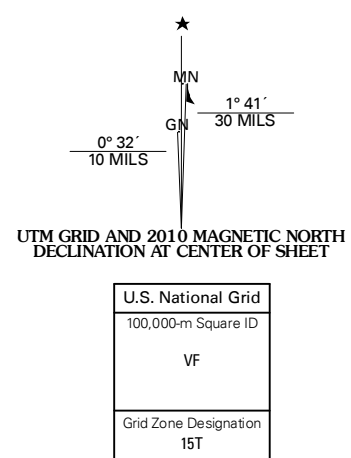 MN
1° 41´
30 MILS
GN
0° 32´
10 MILS
UTM GRID AND 2010 MAGNETIC NORTH
DECLINATION AT CENTER OF SHEET
U.S. National Grid
100,000-m Square ID
VF
Grid Zone Designation
15T